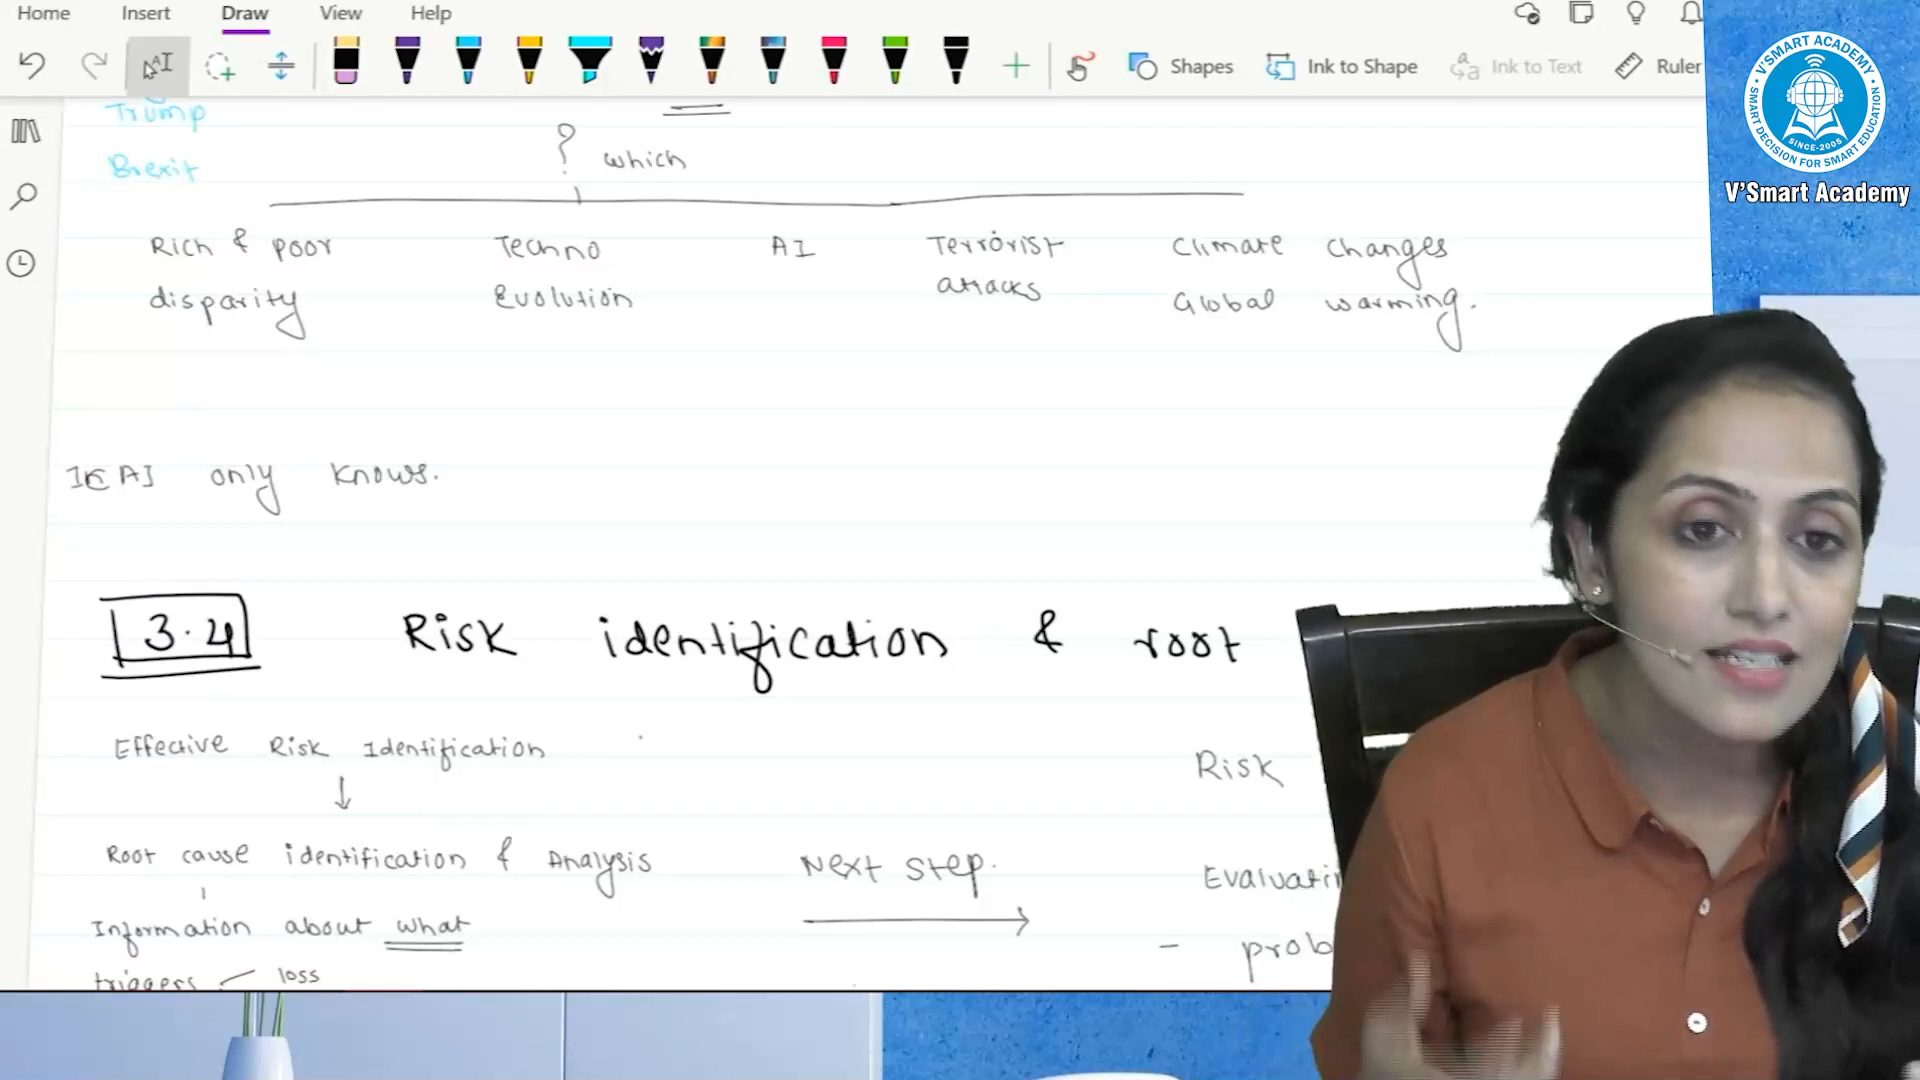 Home Insert Draw View Help
Shapes Ink to Shape Ink to Text Ruler
V'SMART ACADEMY
SMART DECISION FOR SMART EDUCATION
SINCE-2005
V'Smart Academy
Trump
Brexit
? which
Rich & poor Techno AI Terrorist Climate changes
disparity Evolution attacks Global warming.
ICAI only knows.
3.4 Risk identification & root
Effective Risk Identification
Risk
Root cause identification & Analysis Next step.
Information about what
triggers loss